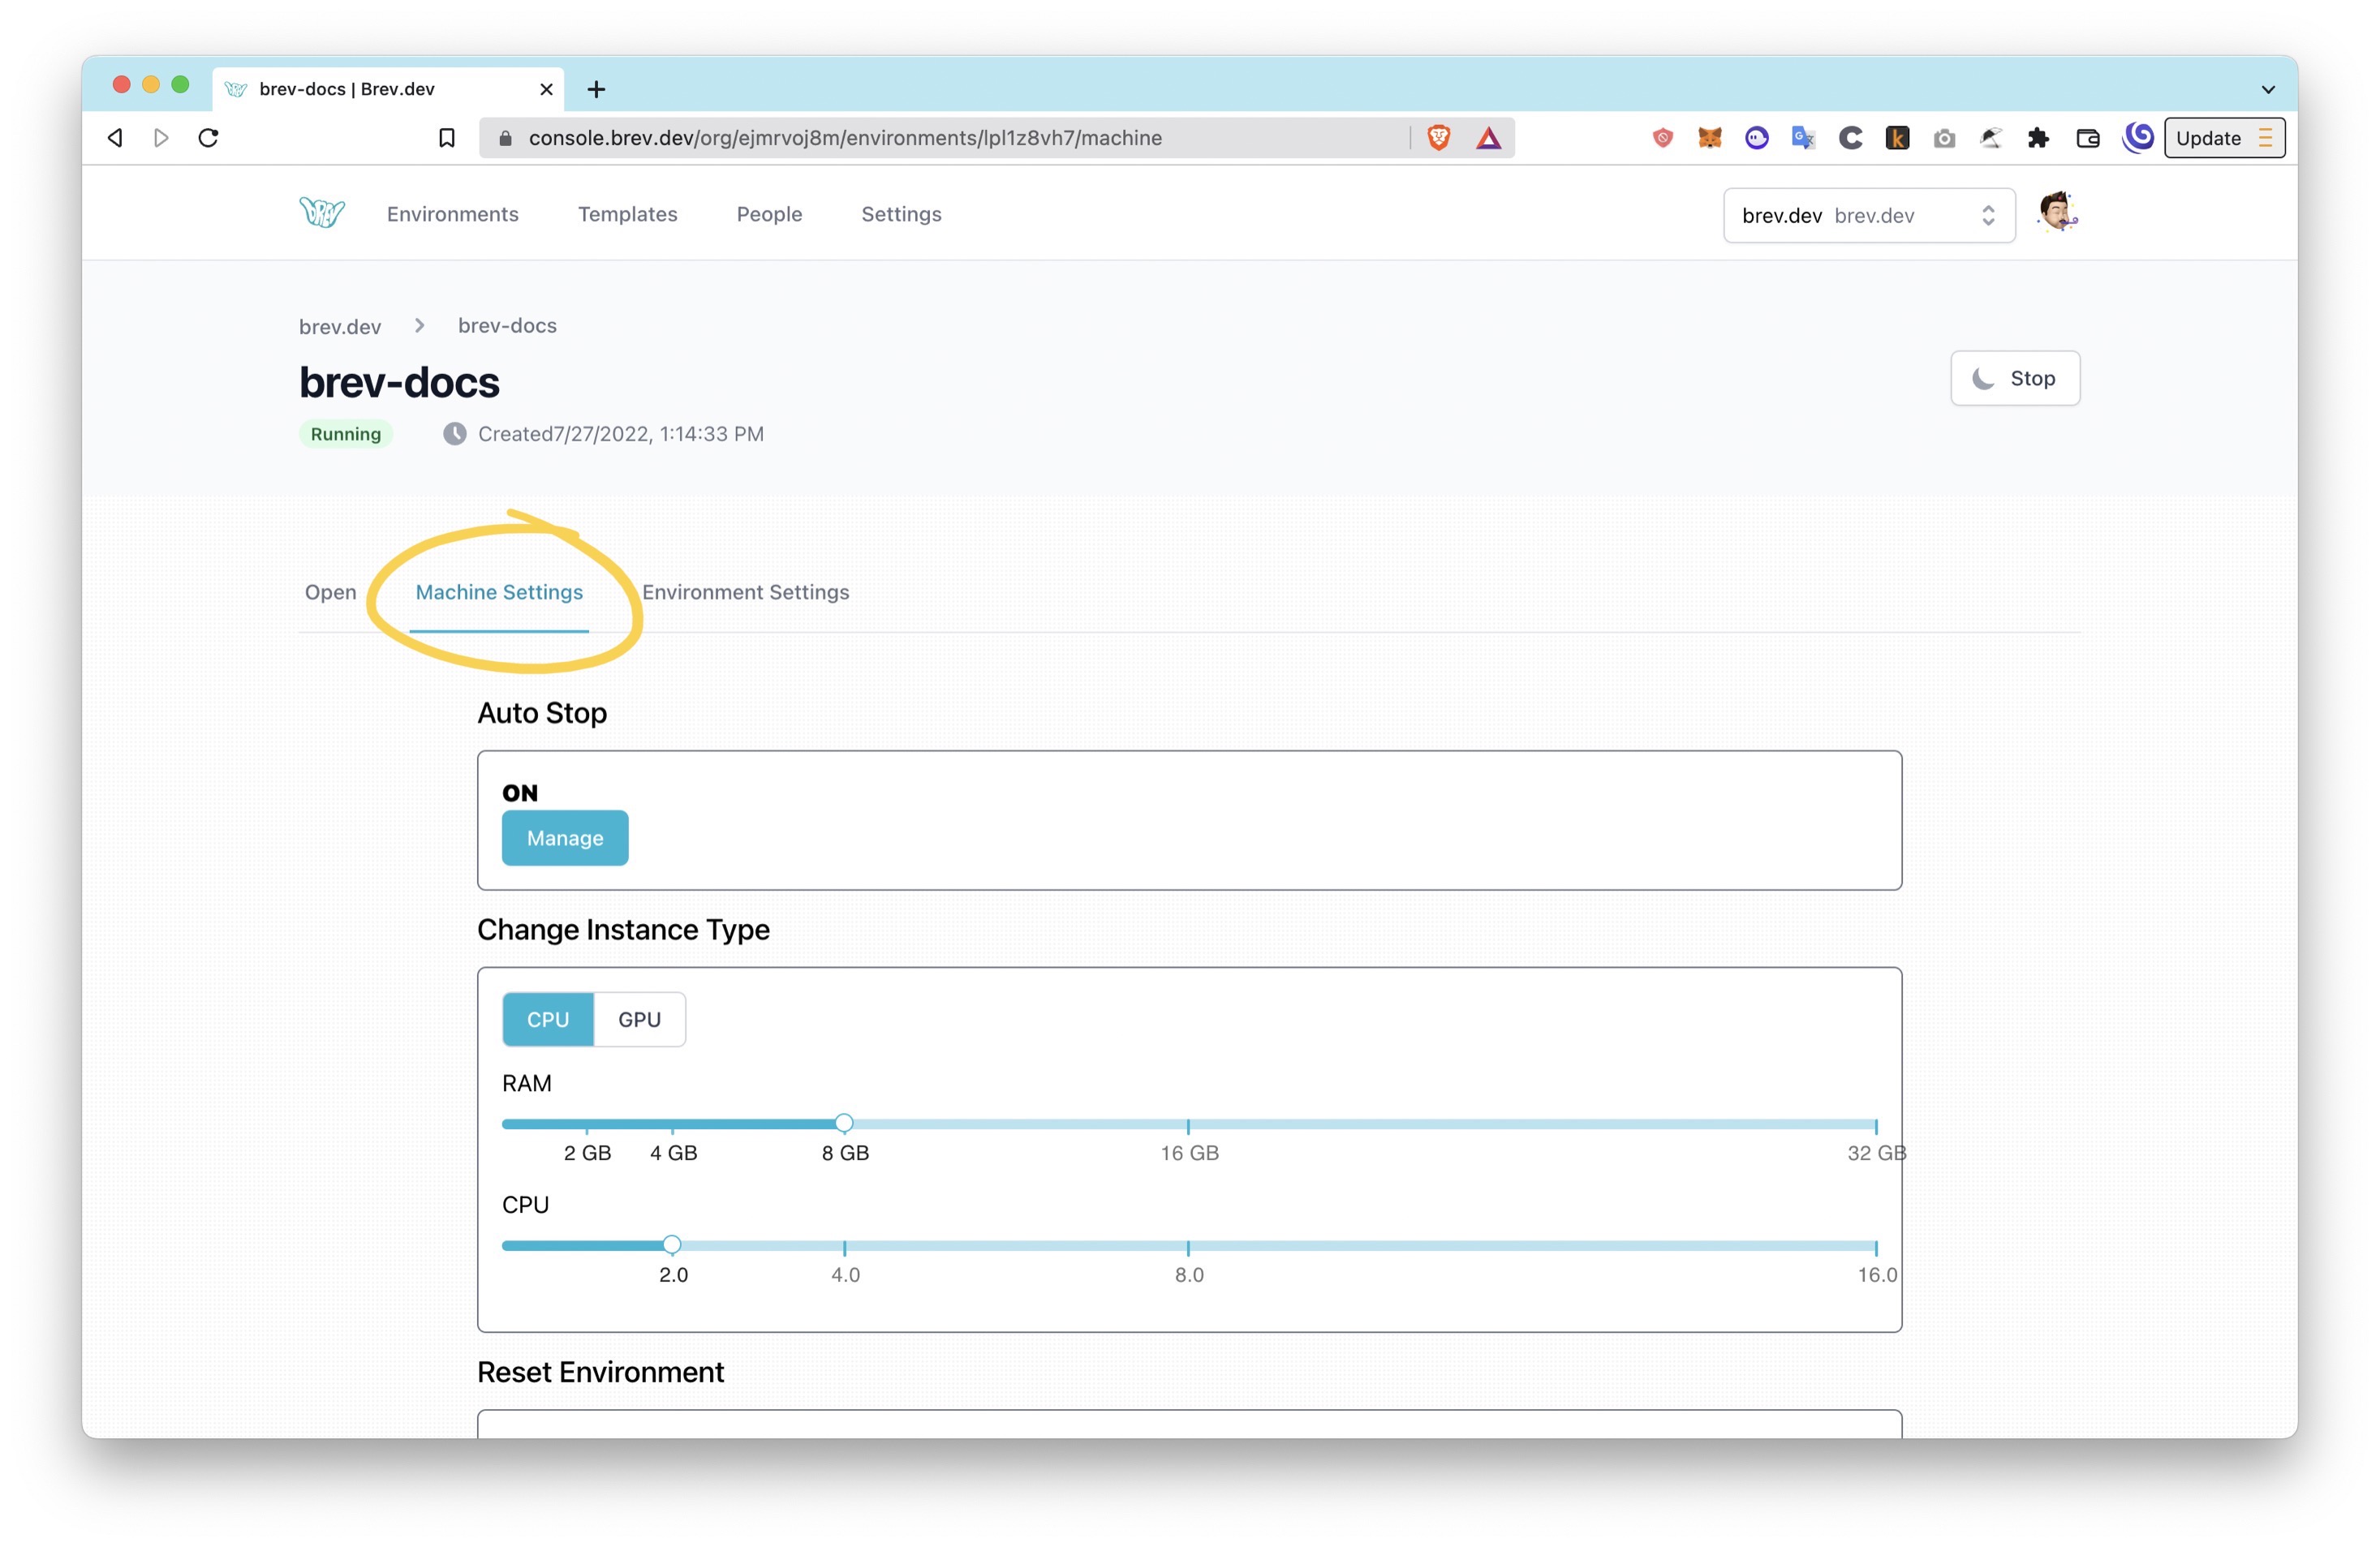 brev-docs | Brev.dev
console.brev.dev/org/ejmrvoj8m/environments/lpl1z8vh7/machine
Update
BREV Environments Templates People Settings brev.dev brev.dev
brev.dev > brev-docs
brev-docs
Stop
Running Created7/27/2022, 1:14:33 PM
Open Machine Settings Environment Settings
Auto Stop
ON
Manage
Change Instance Type
CPU GPU
RAM
2 GB 4 GB 8 GB 16 GB 32 GB
CPU
2.0 4.0 8.0 16.0
Reset Environment